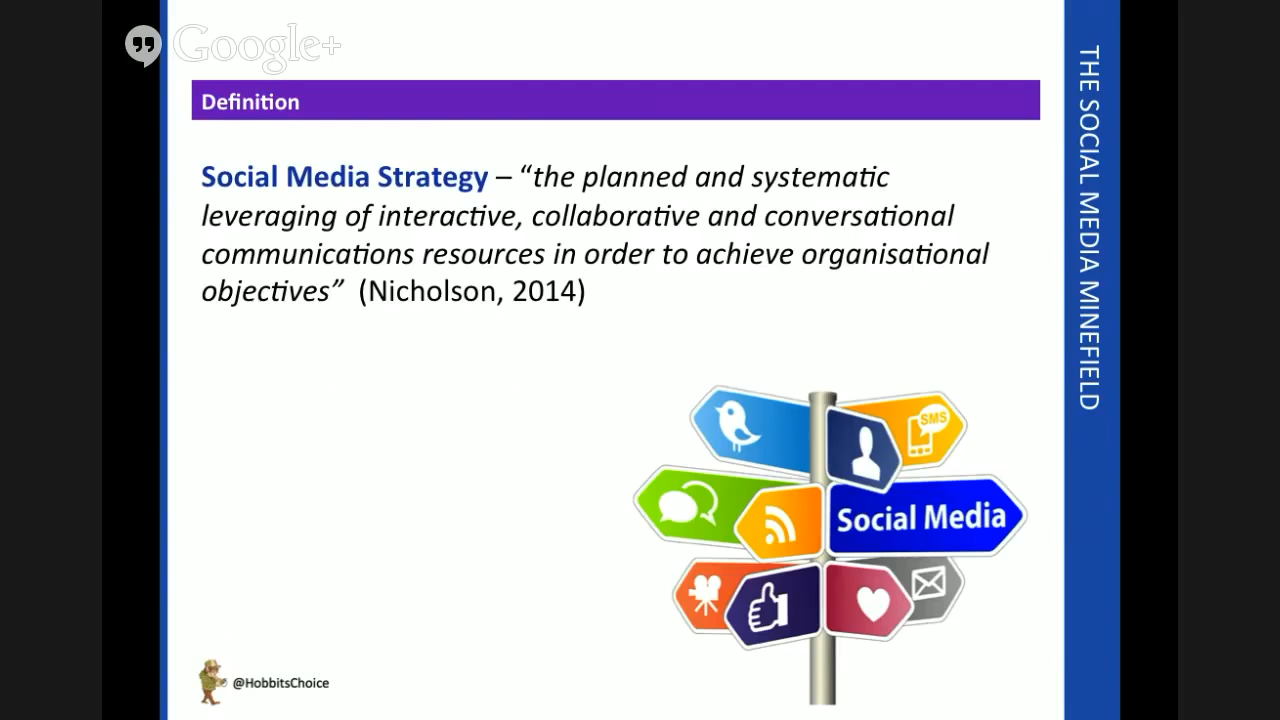 Google+
Definition
Social Media Strategy – “the planned and systematic
leveraging of interactive, collaborative and conversational
communications resources in order to achieve organisational
objectives” (Nicholson, 2014)
THE SOCIAL MEDIA MINEFIELD
SMS
Social Media
@HobbitsChoice